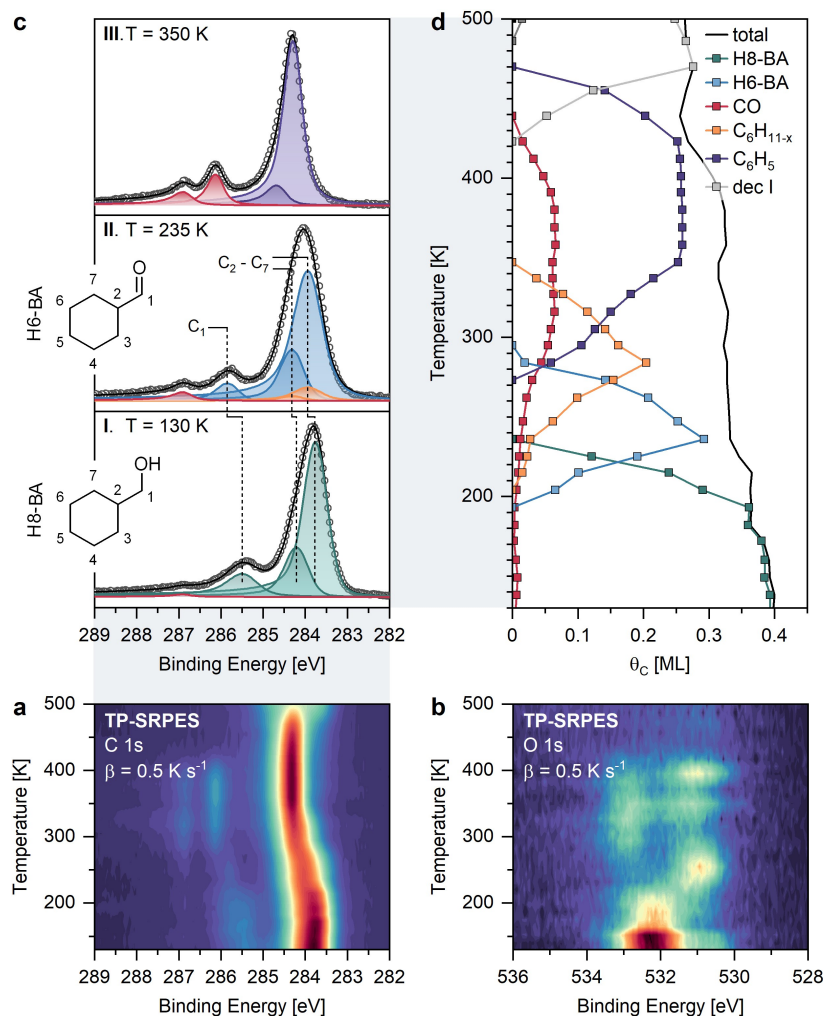 c
III. T = 350 K
II. T = 235 K
C₂ - C₇
C₁
H6-BA
O
7
6
2
1
5
3
4
I. T = 130 K
H8-BA
OH
7
6
2
1
5
3
4
289 288 287 286 285 284 283 282
Binding Energy [eV]
d
total
H8-BA
H6-BA
CO
C₆H₁₁₋ₓ
C₆H₅
dec I
500
400
300
200
Temperature [K]
0 0.1 0.2 0.3 0.4
θC [ML]
a
TP-SRPES
C 1s
β = 0.5 K s⁻¹
500
400
300
200
Temperature [K]
289 288 287 286 285 284 283 282
Binding Energy [eV]
b
TP-SRPES
O 1s
β = 0.5 K s⁻¹
500
400
300
200
Temperature [K]
536 534 532 530 528
Binding Energy [eV]